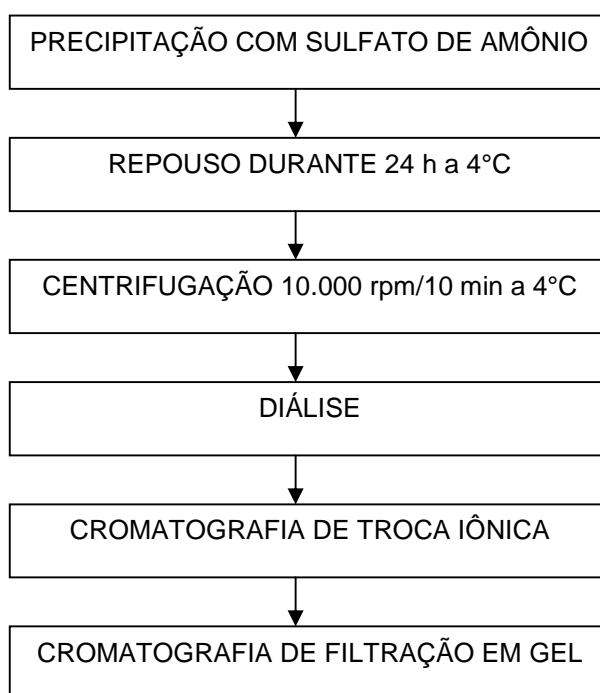 PRECIPITAÇÃO COM SULFATO DE AMÔNIO
REPOUSO DURANTE 24 h a 4°C
CENTRIFUGAÇÃO 10.000 rpm/10 min a 4°C
DIÁLISE
CROMATOGRAFIA DE TROCA IÔNICA
CROMATOGRAFIA DE FILTRAÇÃO EM GEL